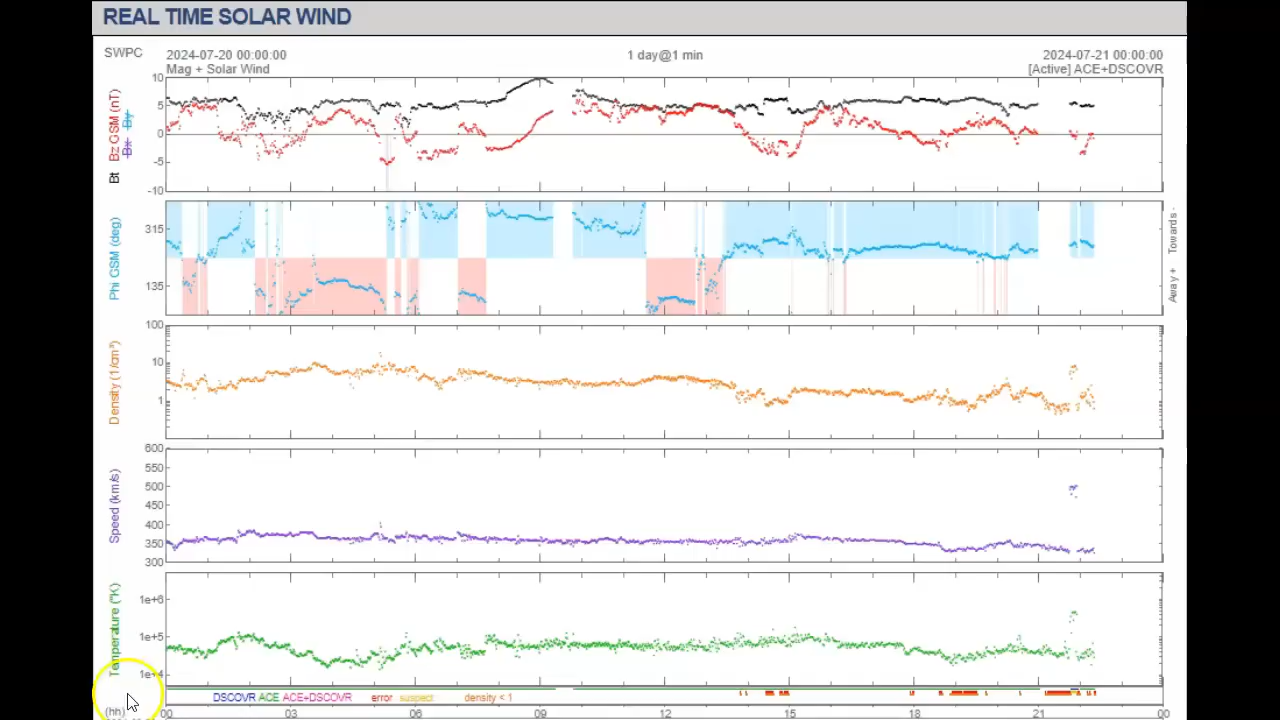 REAL TIME SOLAR WIND
SWPC
2024-07-20 00:00:00
1 day@1 min
2024-07-21 00:00:00
Mag + Solar Wind
[Active] ACE+DSCOVR
Bt Bz GSM (nT)
Bx By
10
5
0
-5
-10
Phi GSM (deg)
315
135
Away + Towards -
Density (1/cm³)
100
10
1
Speed (km/s)
600
550
500
450
400
350
300
Temperature (°K)
1e+6
1e+5
1e+4
DSCOVR ACE ACE+DSCOVR error suspect density < 1
(hh)
00 03 06 09 12 15 18 21 00